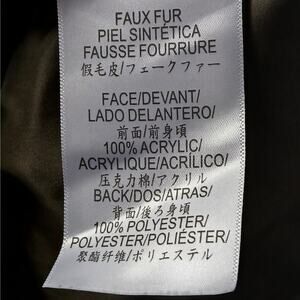 FAUX FUR
PIEL SINTÉTICA
FAUSSE FOURRURE
假毛皮/フェークファー
FACE/DEVANT/
LADO DELANTERO/
前面/前身頃
100% ACRYLIC/
ACRYLIQUE/ACRÍLICO/
压克力棉/アクリル
BACK/DOS/ATRAS/
背面/後ろ身頃
100% POLYESTER/
POLYESTER/POLIÉSTER/
聚酯纤维/ポリエステル